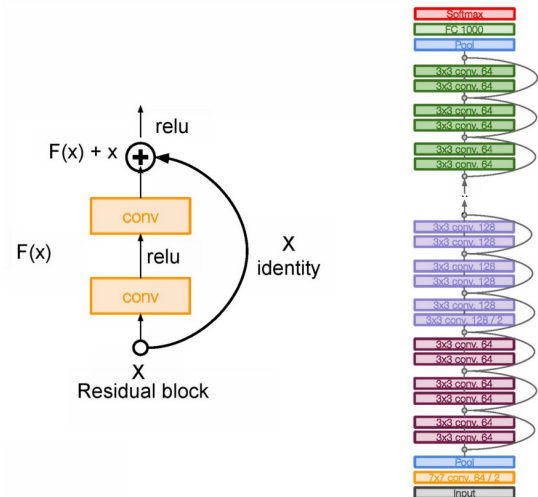 relu
F(x) + x
+
conv
F(x)
relu
X
identity
conv
X
Residual block
Softmax
FC 1000
Pool
3x3 conv, 64
3x3 conv, 64
3x3 conv, 64
3x3 conv, 64
3x3 conv, 64
3x3 conv, 64
..
3x3 conv, 128
3x3 conv, 128
3x3 conv, 128
3x3 conv, 128
3x3 conv, 128
3x3 conv, 128 / 2
3x3 conv, 64
3x3 conv, 64
3x3 conv, 64
3x3 conv, 64
3x3 conv, 64
3x3 conv, 64
Pool
7x7 conv, 64 / 2
Input